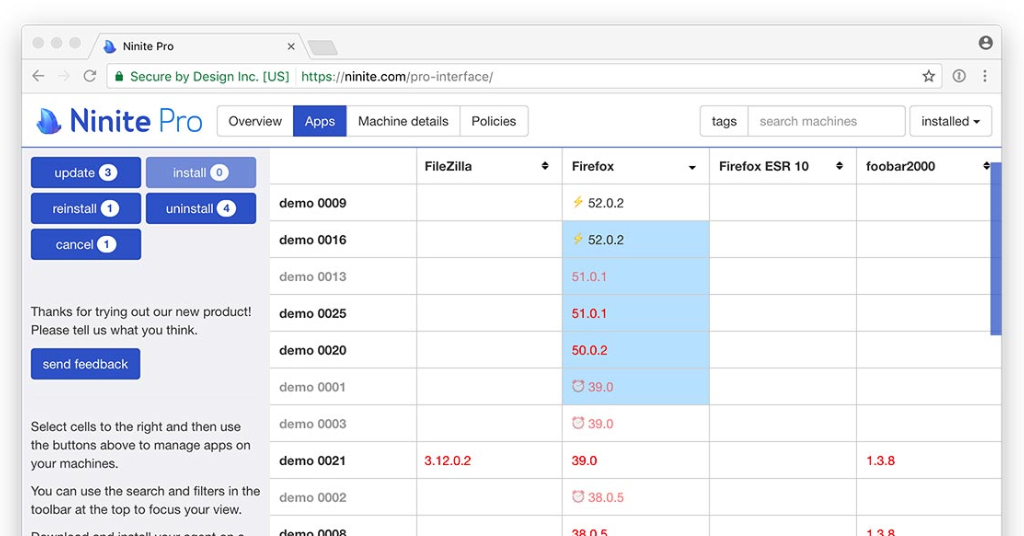 Ninite Pro
Secure by Design Inc. [US] https://ninite.com/pro-interface/
Ninite Pro
Overview Apps Machine details Policies
tags search machines installed
update 3 install 0
reinstall 1 uninstall 4
cancel 1
Thanks for trying out our new product!
Please tell us what you think.
send feedback
Select cells to the right and then use
the buttons above to manage apps on
your machines.
You can use the search and filters in the
toolbar at the top to focus your view.
Download and install your agent on a
FileZilla Firefox Firefox ESR 10 foobar2000
demo 0009 52.0.2
demo 0016 52.0.2
demo 0013 51.0.1
demo 0025 51.0.1
demo 0020 50.0.2
demo 0001 39.0
demo 0003 39.0
demo 0021 3.12.0.2 39.0 1.3.8
demo 0002 38.0.5
demo 0008 38.0.5 1.3.8